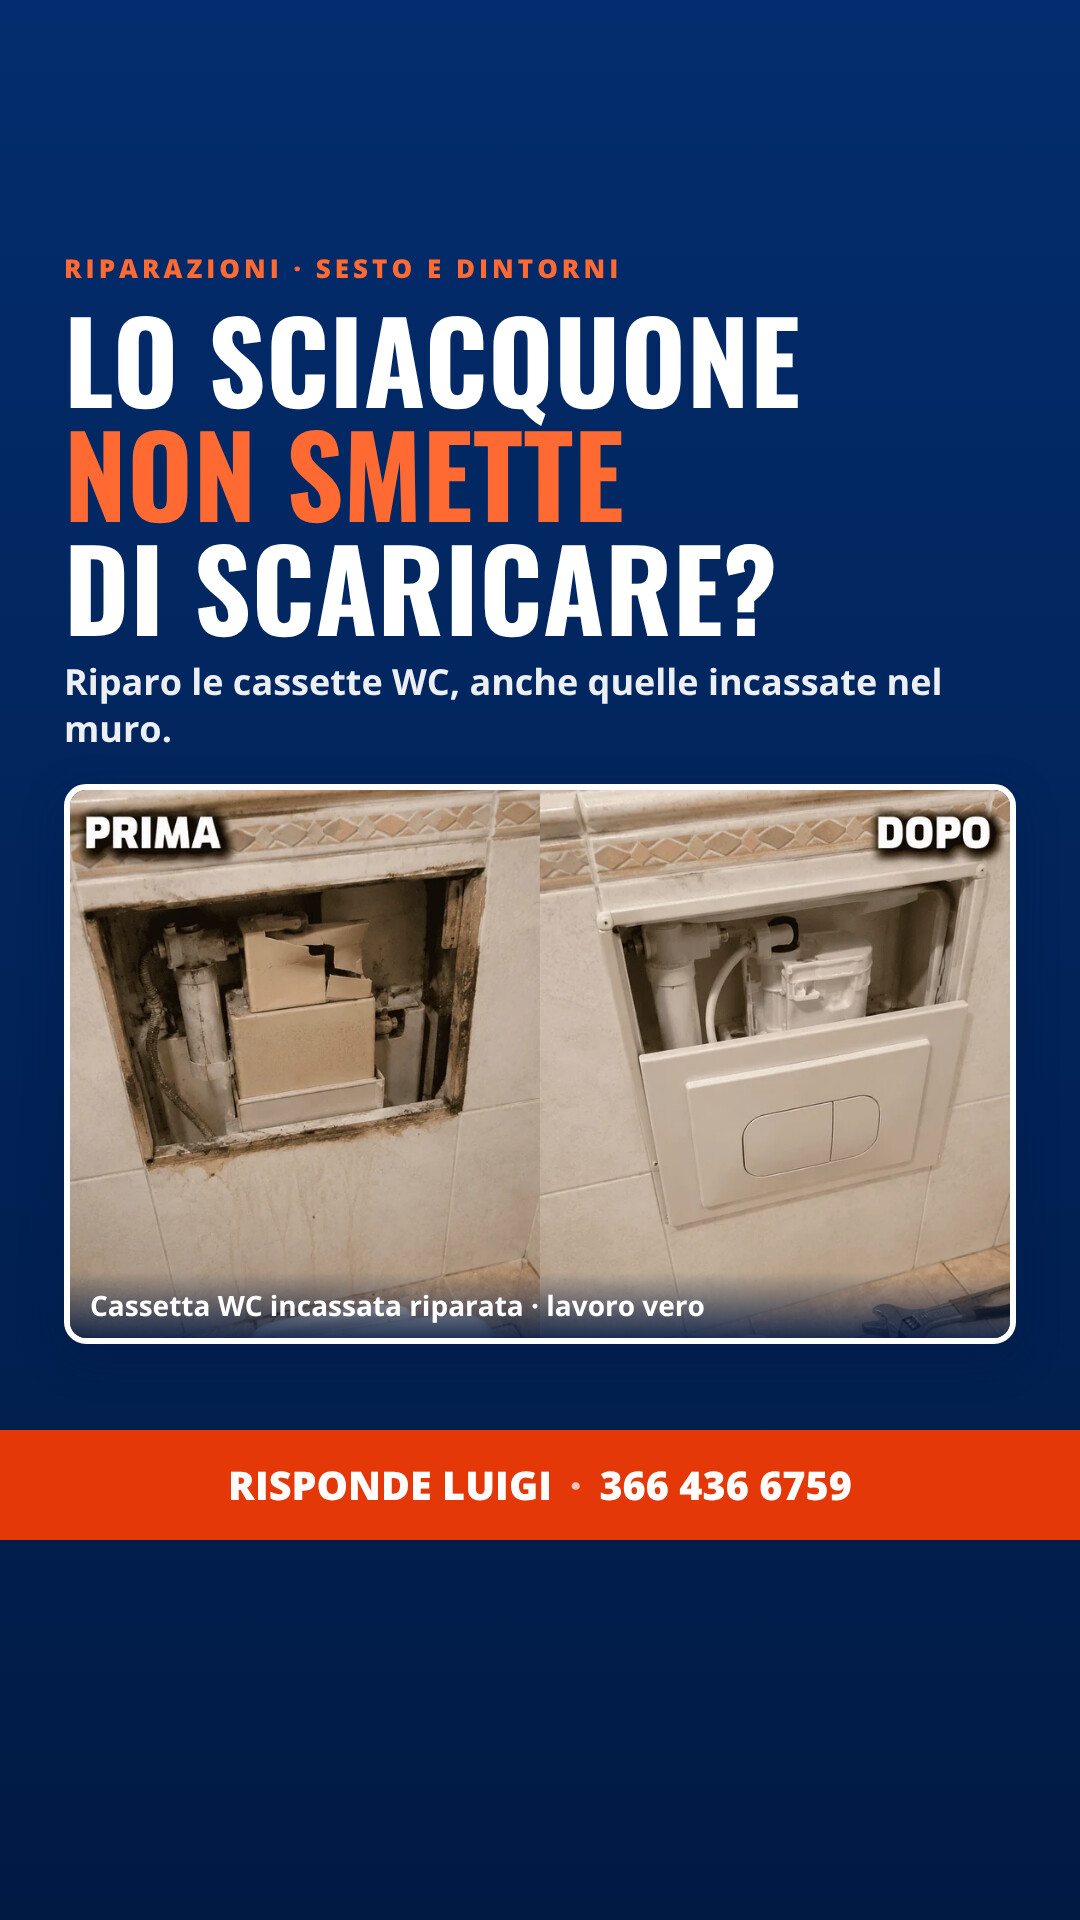 RIPARAZIONI · SESTO E DINTORNI
LO SCIACQUONE
NON SMETTE
DI SCARICARE?
Riparo le cassette WC, anche quelle incassate nel
muro.
PRIMA
DOPO
Cassetta WC incassata riparata · lavoro vero
RISPONDE LUIGI · 366 436 6759